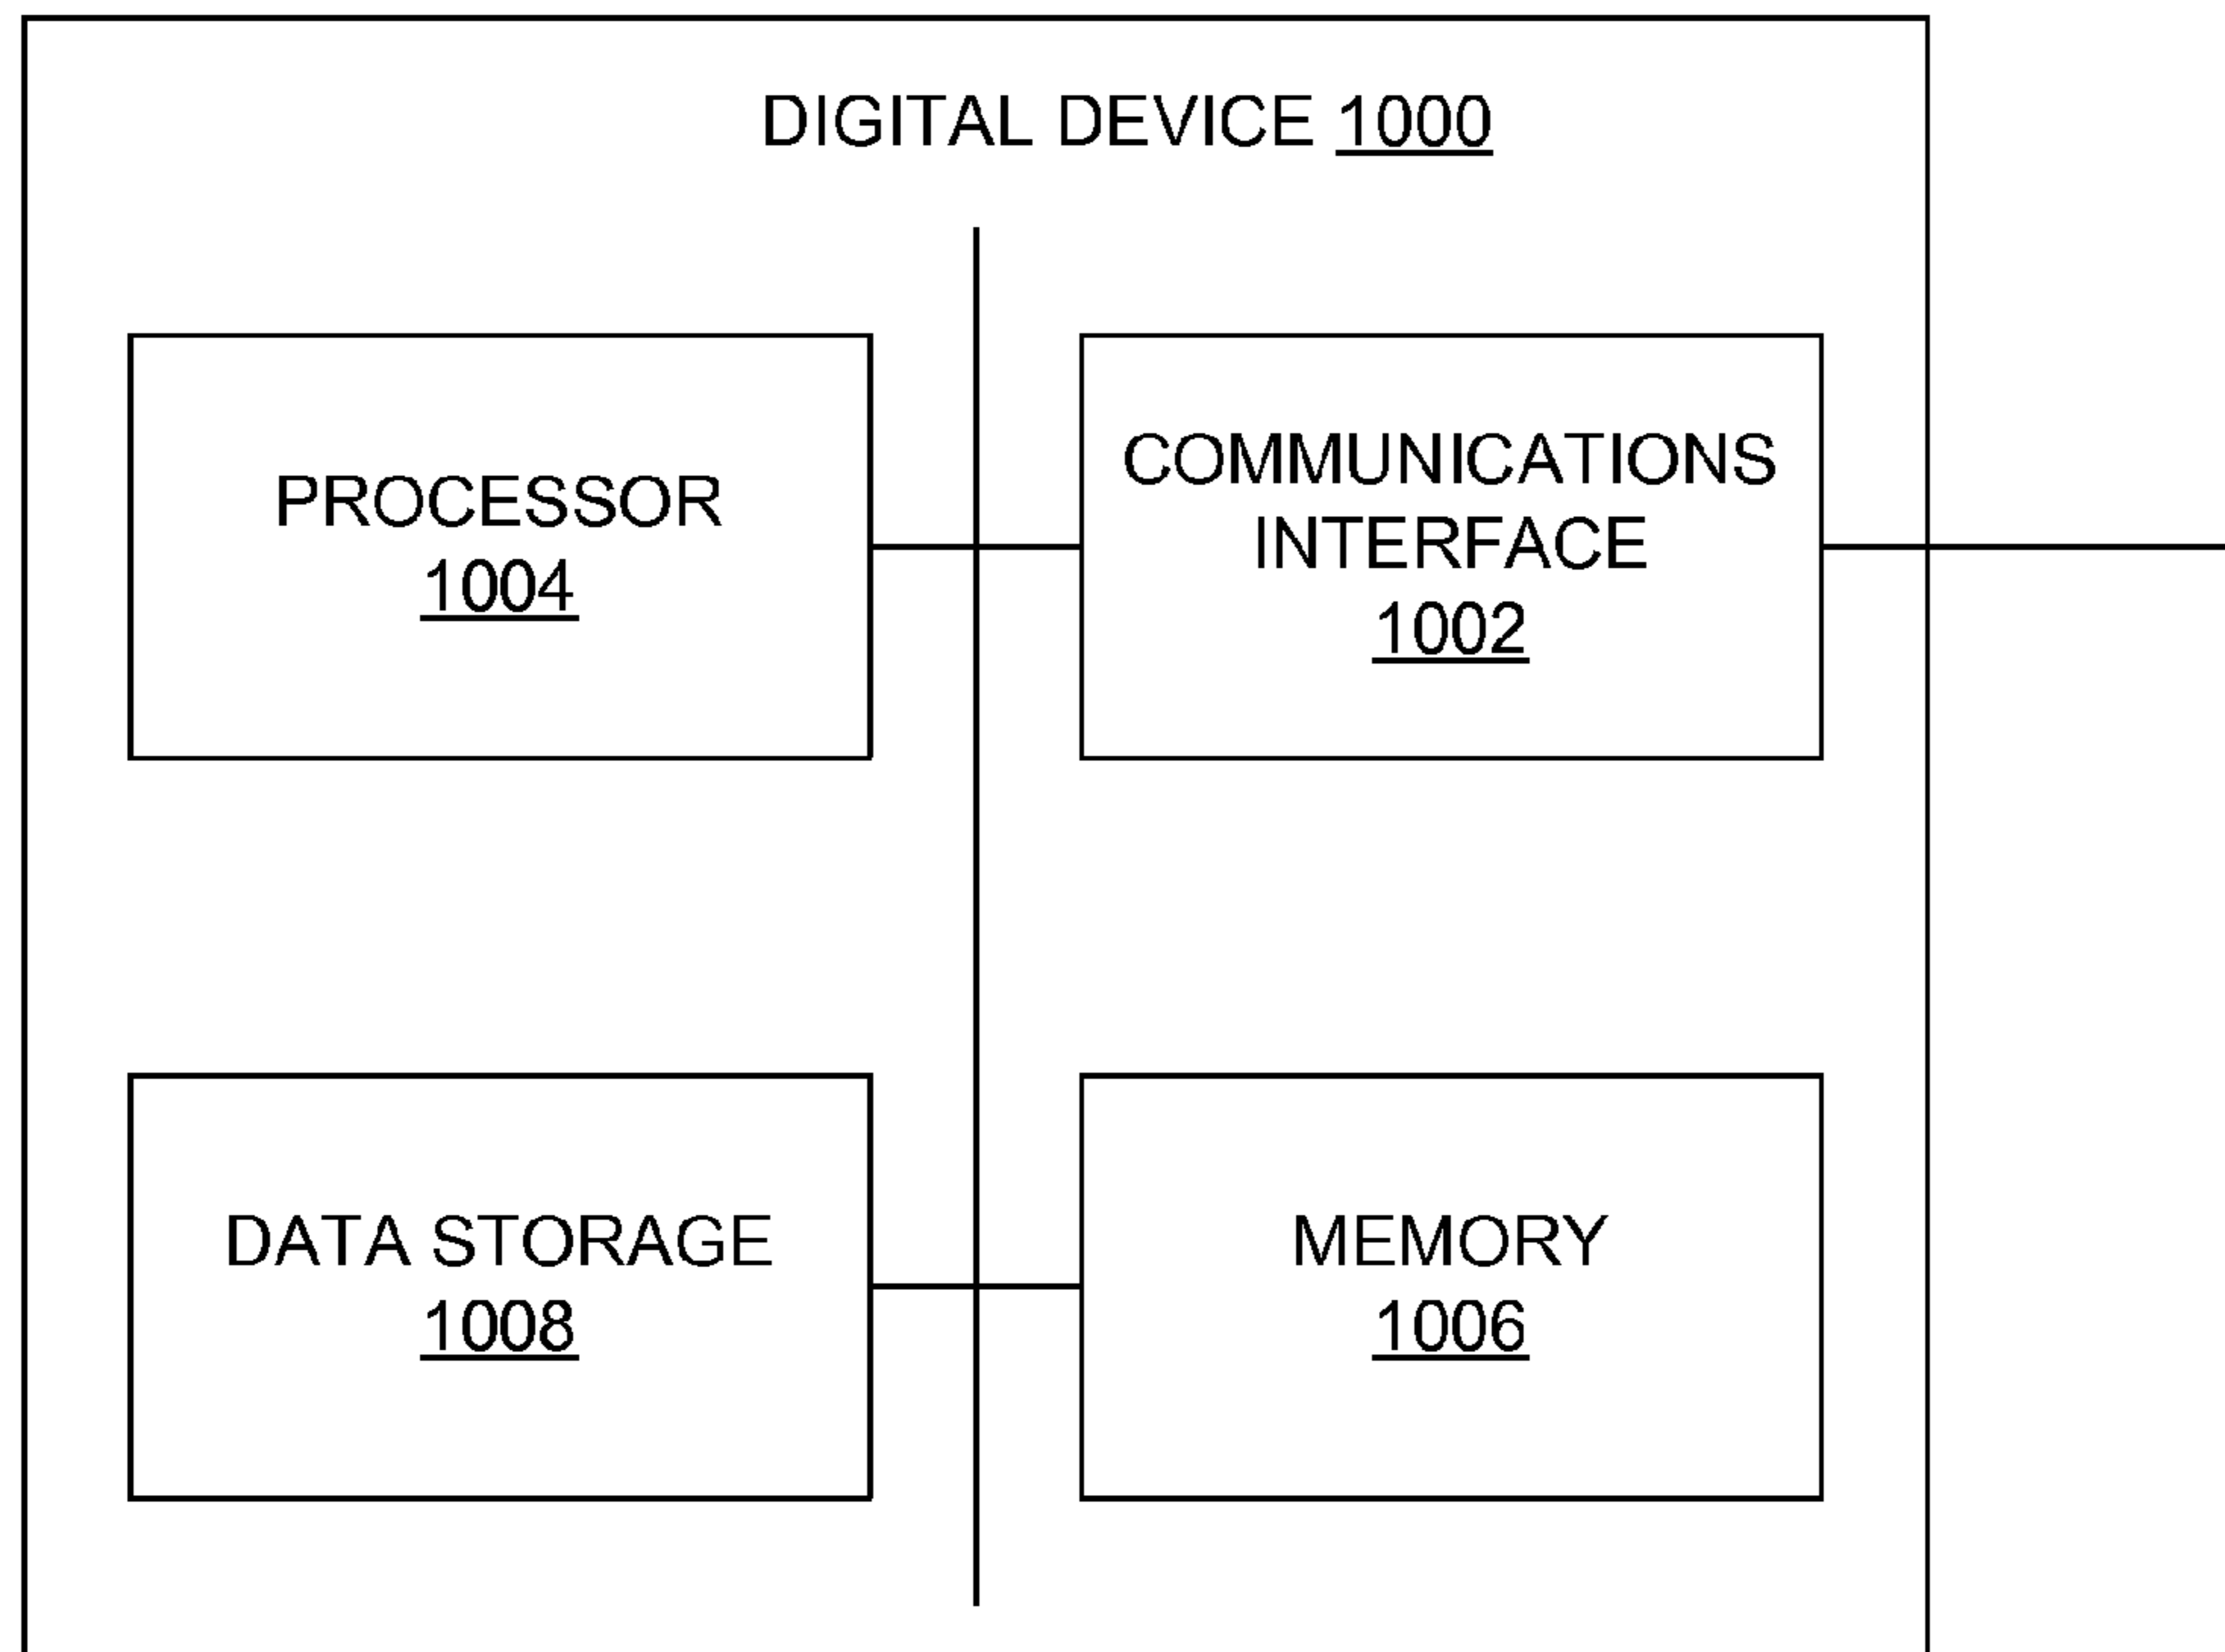 DIGITAL DEVICE 1000
PROCESSOR
1004
COMMUNICATIONS
INTERFACE
1002
DATA STORAGE
1008
MEMORY
1006